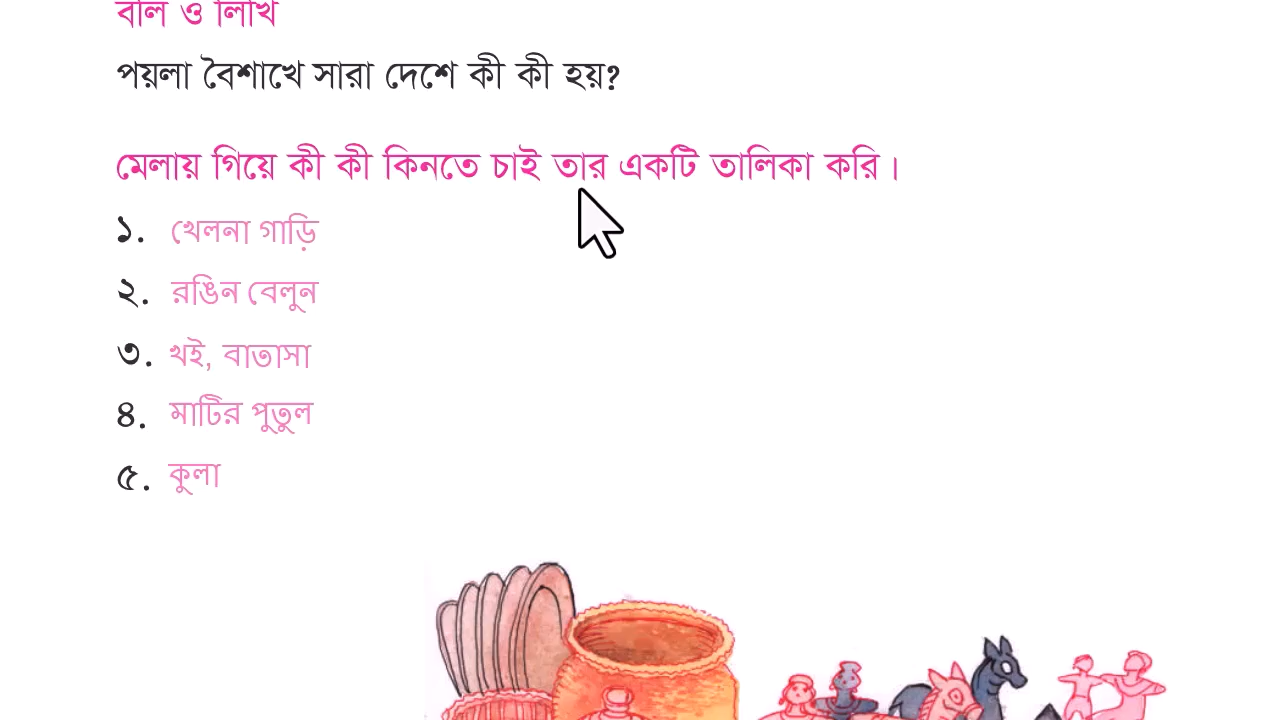 বলি ও লিখি
পয়লা বৈশাখে সারা দেশে কী কী হয়?
মেলায় গিয়ে কী কী কিনতে চাই তার একটি তালিকা করি।
১. খেলনা গাড়ি
২. রঙিন বেলুন
৩. খই, বাতাসা
৪. মাটির পুতুল
৫. কুলা